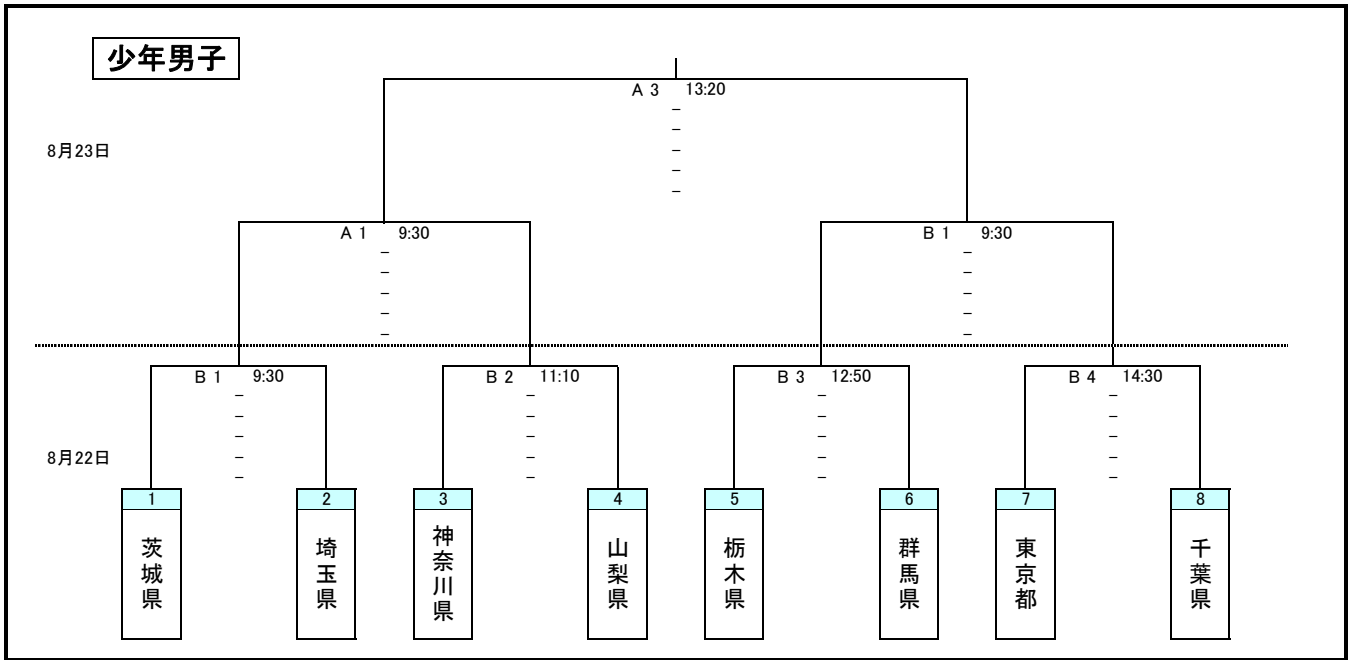 少年男子
A 3 13:20
–
–
–
–
–
8月23日
A 1 9:30 B 1 9:30
– –
– –
– –
– –
– –
B 1 9:30 B 2 11:10 B 3 12:50 B 4 14:30
– – – –
– – – –
– – – –
– – – –
– – – –
8月22日
1 2 3 4 5 6 7 8
茨城県
埼玉県
神奈川県
山梨県
栃木県
群馬県
東京都
千葉県